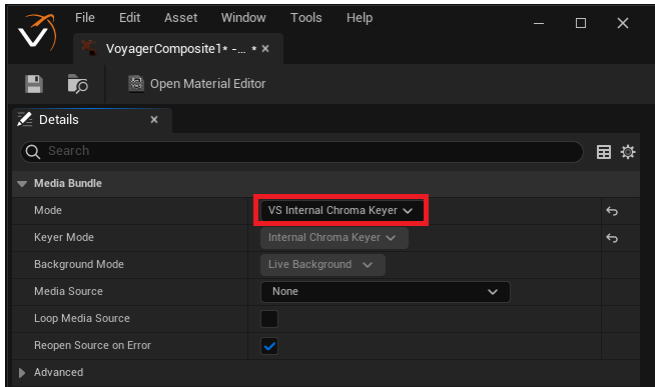 File Edit Asset Window Tools Help
VoyagerComposite1* -... *
Open Material Editor
Details
Search
Media Bundle
Mode VS Internal Chroma Keyer
Keyer Mode Internal Chroma Keyer
Background Mode Live Background
Media Source None
Loop Media Source
Reopen Source on Error
Advanced